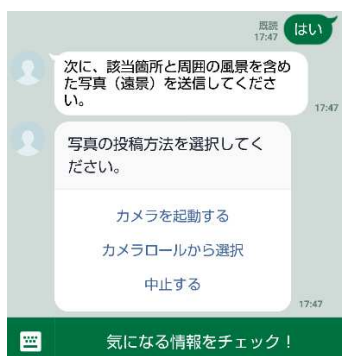 既読
17:47
はい
次に、該当箇所と周囲の風景を含め
た写真（遠景）を送信してくださ
い。
17:47
写真の投稿方法を選択してく
ださい。
カメラを起動する
カメラロールから選択
中止する
17:47
気になる情報をチェック！